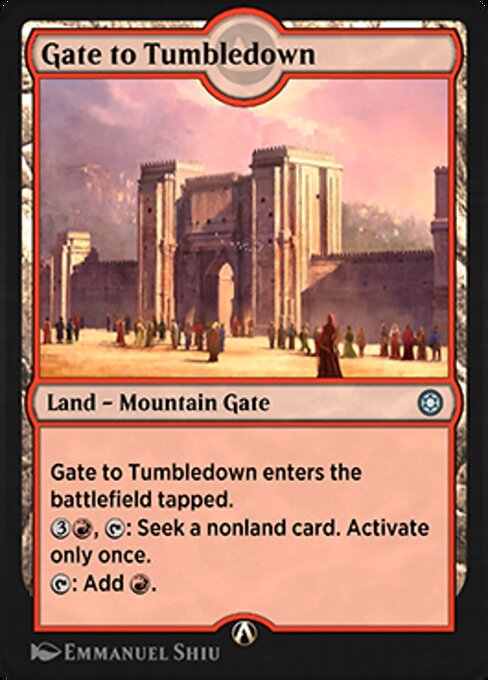 Gate to Tumbledown
Land – Mountain Gate
Gate to Tumbledown enters the
battlefield tapped.
3R, T: Seek a nonland card. Activate
only once.
T: Add R.
Emmanuel Shiu